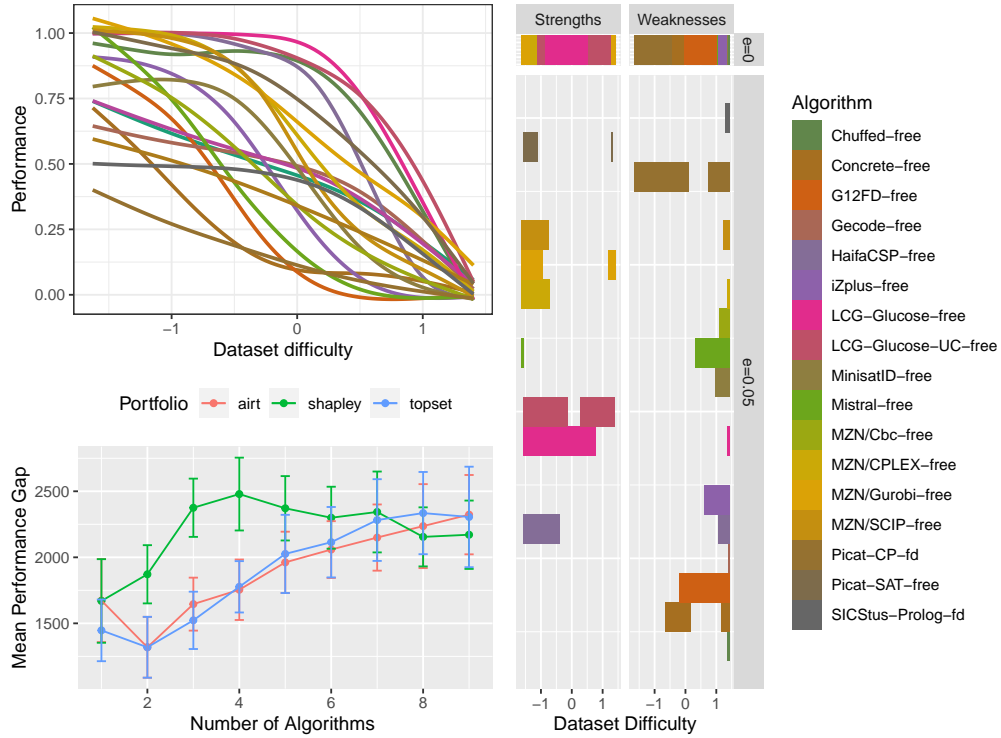 1.00
0.75
0.50
0.25
0.00
Performance
−1
0
1
Dataset difficulty
Portfolio
airt
shapley
topset
2500
2000
1500
Mean Performance Gap
2
4
6
8
Number of Algorithms
Strengths
Weaknesses
e=0
e=0.05
−1
0
1
−1
0
1
Dataset Difficulty
Algorithm
Chuffed−free
Concrete−free
G12FD−free
Gecode−free
HaifaCSP−free
iZplus−free
LCG−Glucose−free
LCG−Glucose−UC−free
MinisatID−free
Mistral−free
MZN/Cbc−free
MZN/CPLEX−free
MZN/Gurobi−free
MZN/SCIP−free
Picat−CP−fd
Picat−SAT−free
SICStus−Prolog−fd